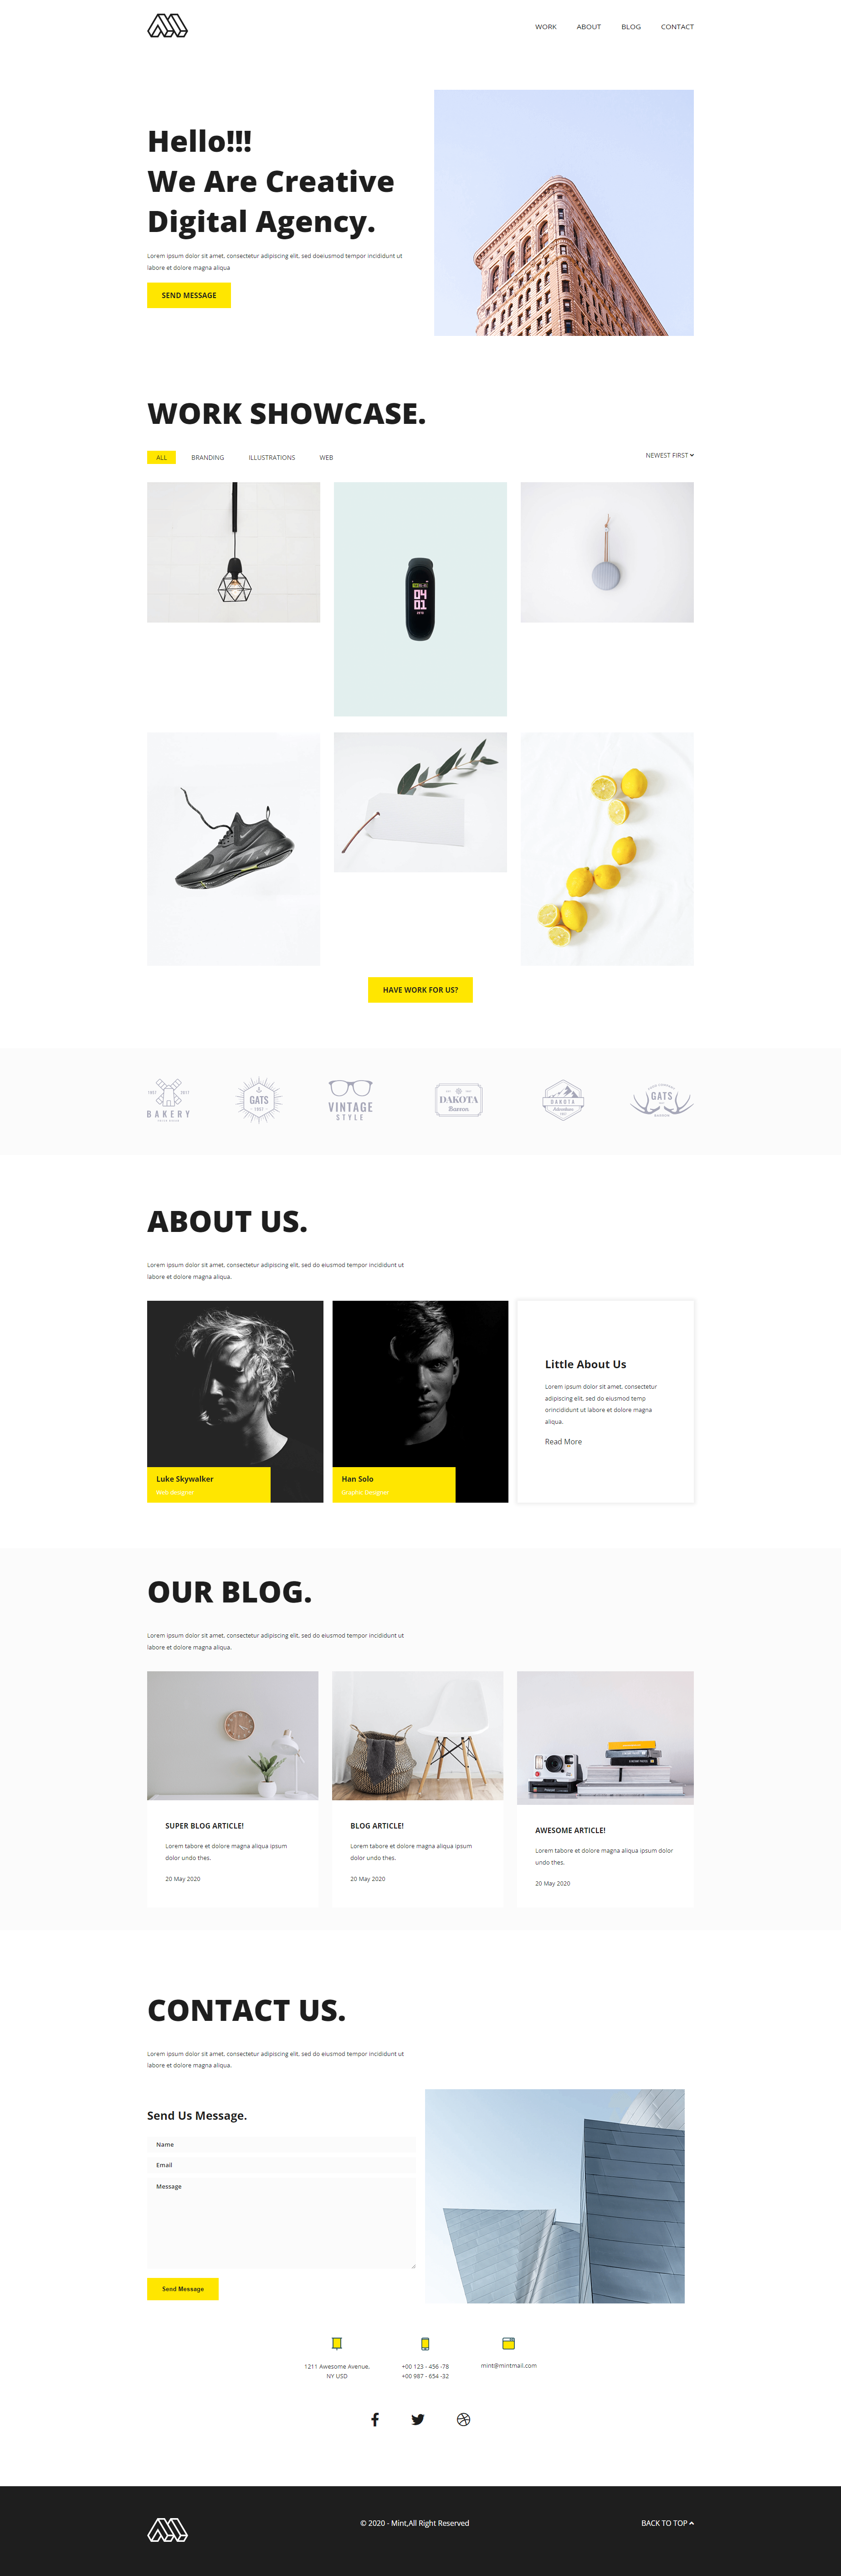 WORK ABOUT BLOG CONTACT
Hello!!!
We Are Creative
Digital Agency.
Lorem ipsum dolor sit amet, consectetur adipiscing elit, sed doeiusmod tempor incididunt ut
labore et dolore magna aliqua
SEND MESSAGE
WORK SHOWCASE.
ALL BRANDING ILLUSTRATIONS WEB NEWEST FIRST
04
01
BAKERY
GATS
VINTAGE
STYLE
DAKOTA
DAKOTA
GATS
ABOUT US.
Lorem ipsum dolor sit amet, consectetur adipiscing elit, sed do eiusmod tempor incididunt ut
labore et dolore magna aliqua.
Luke Skywalker
Web designer
Han Solo
Graphic Designer
Little About Us
Lorem ipsum dolor sit amet, consectetur
adipiscing elit, sed do eiusmod temp
orincididunt ut labore et dolore magna
aliqua.
Read More
OUR BLOG.
Lorem ipsum dolor sit amet, consectetur adipiscing elit, sed do eiusmod tempor incididunt ut
labore et dolore magna aliqua.
SUPER BLOG ARTICLE!
Lorem tabore et dolore magna aliqua ipsum
dolor undo thes.
20 May 2020
BLOG ARTICLE!
Lorem tabore et dolore magna aliqua ipsum
dolor undo thes.
20 May 2020
AWESOME ARTICLE!
Lorem tabore et dolore magna aliqua ipsum dolor
undo thes.
20 May 2020
CONTACT US.
Lorem ipsum dolor sit amet, consectetur adipiscing elit, sed do eiusmod tempor incididunt ut
labore et dolore magna aliqua.
Send Us Message.
Name
Email
Message
Send Message
1211 Awesome Avenue,
NY USD
+00 123 - 456 -78
+00 987 - 654 -32
mint@mintmail.com
© 2020 - Mint,All Right Reserved
BACK TO TOP